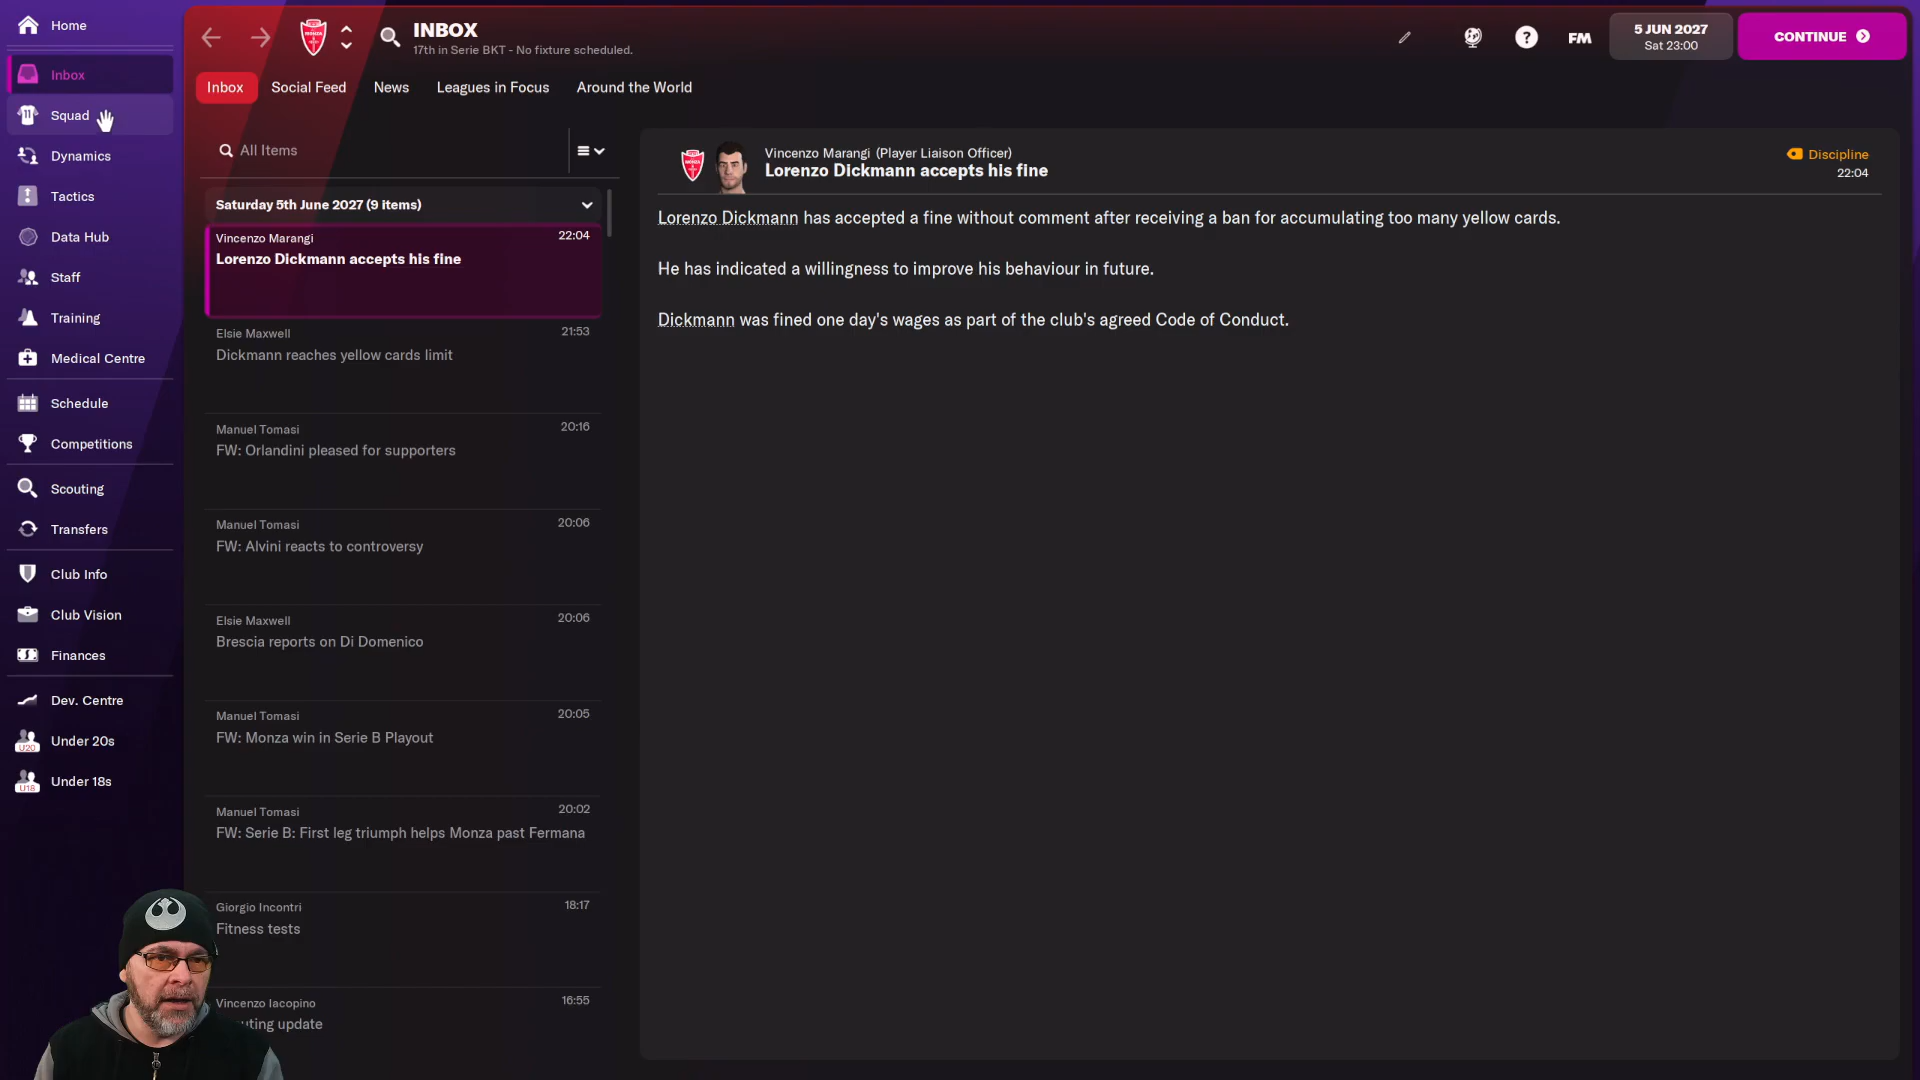 Home
Inbox
Squad
Dynamics
Tactics
Data Hub
Staff
Training
Medical Centre
Schedule
Competitions
Scouting
Transfers
Club Info
Club Vision
Finances
Dev. Centre
U20 Under 20s
U18 Under 18s
INBOX
17th in Serie BKT - No fixture scheduled.
?
FM
5 JUN 2027
Sat 23:00
CONTINUE
Inbox Social Feed News Leagues in Focus Around the World
All Items
Saturday 5th June 2027 (9 items)
Vincenzo Marangi 22:04
Lorenzo Dickmann accepts his fine
Elsie Maxwell 21:53
Dickmann reaches yellow cards limit
Manuel Tomasi 20:16
FW: Orlandini pleased for supporters
Manuel Tomasi 20:06
FW: Alvini reacts to controversy
Elsie Maxwell 20:06
Brescia reports on Di Domenico
Manuel Tomasi 20:05
FW: Monza win in Serie B Playout
Manuel Tomasi 20:02
FW: Serie B: First leg triumph helps Monza past Fermana
Giorgio Incontri 18:17
Fitness tests
Vincenzo Iacopino 16:55
uting update
Vincenzo Marangi (Player Liaison Officer)
Lorenzo Dickmann accepts his fine
Discipline
22:04
Lorenzo Dickmann has accepted a fine without comment after receiving a ban for accumulating too many yellow cards.
He has indicated a willingness to improve his behaviour in future.
Dickmann was fined one day's wages as part of the club's agreed Code of Conduct.